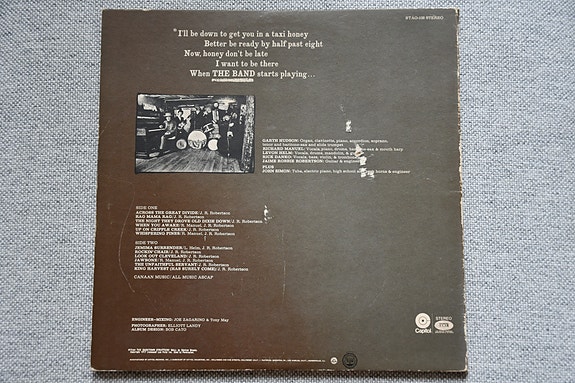 STAO-132 STEREO
"I'll be down to get you in a taxi honey
Better be ready by half past eight
Now, honey don't be late
I want to be there
When THE BAND starts playing...
GARTH HUDSON: Organ, clavinette, piano, accordion, soprano,
tenor and baritone-sax and slide trumpet
RICHARD MANUEL: Vocals, piano, drums, baritone-sax & mouth harp
LEVON HELM: Vocals, drums, mandolin, &
RICK DANKO: Vocals, bass, violin, & trombone
JAIME ROBBIE ROBERTSON: Guitar & engineer
PLUS
JOHN SIMON: Tuba, electric piano, high school horns & engineer
SIDE ONE
ACROSS THE GREAT DIVIDE/J. R. Robertson
RAG MAMA RAG/J. R. Robertson
THE NIGHT THEY DROVE OLD DIXIE DOWN/J. R. Robertson
WHEN YOU AWAKE/R. Manuel, J. R. Robertson
UP ON CRIPPLE CREEK/J. R. Robertson
WHISPERING PINES/R. Manuel, J. R. Robertson
SIDE TWO
JEMIMA SURRENDER/L. Helm, J. R. Robertson
ROCKIN' CHAIR/J. R. Robertson
LOOK OUT CLEVELAND/J. R. Robertson
JAWBONE/R. Manuel, J. R. Robertson
THE UNFAITHFUL SERVANT/J. R. Robertson
KING HARVEST (HAS SURELY COME)/J. R. Robertson
CANAAN MUSIC/ALL MUSIC ASCAP
ENGINEER-MIXING: JOE ZAGARINO & Tony May
PHOTOGRAPHER: ELLIOTT LANDY
ALBUM DESIGN: BOB CATO
Capitol
STEREO